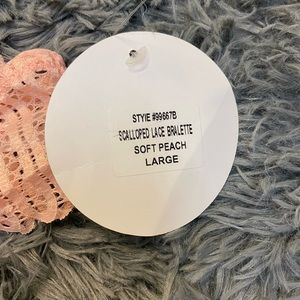 STYIE #99667B
SCALLOPED LACE BRALETTE
SOFT PEACH
LARGE